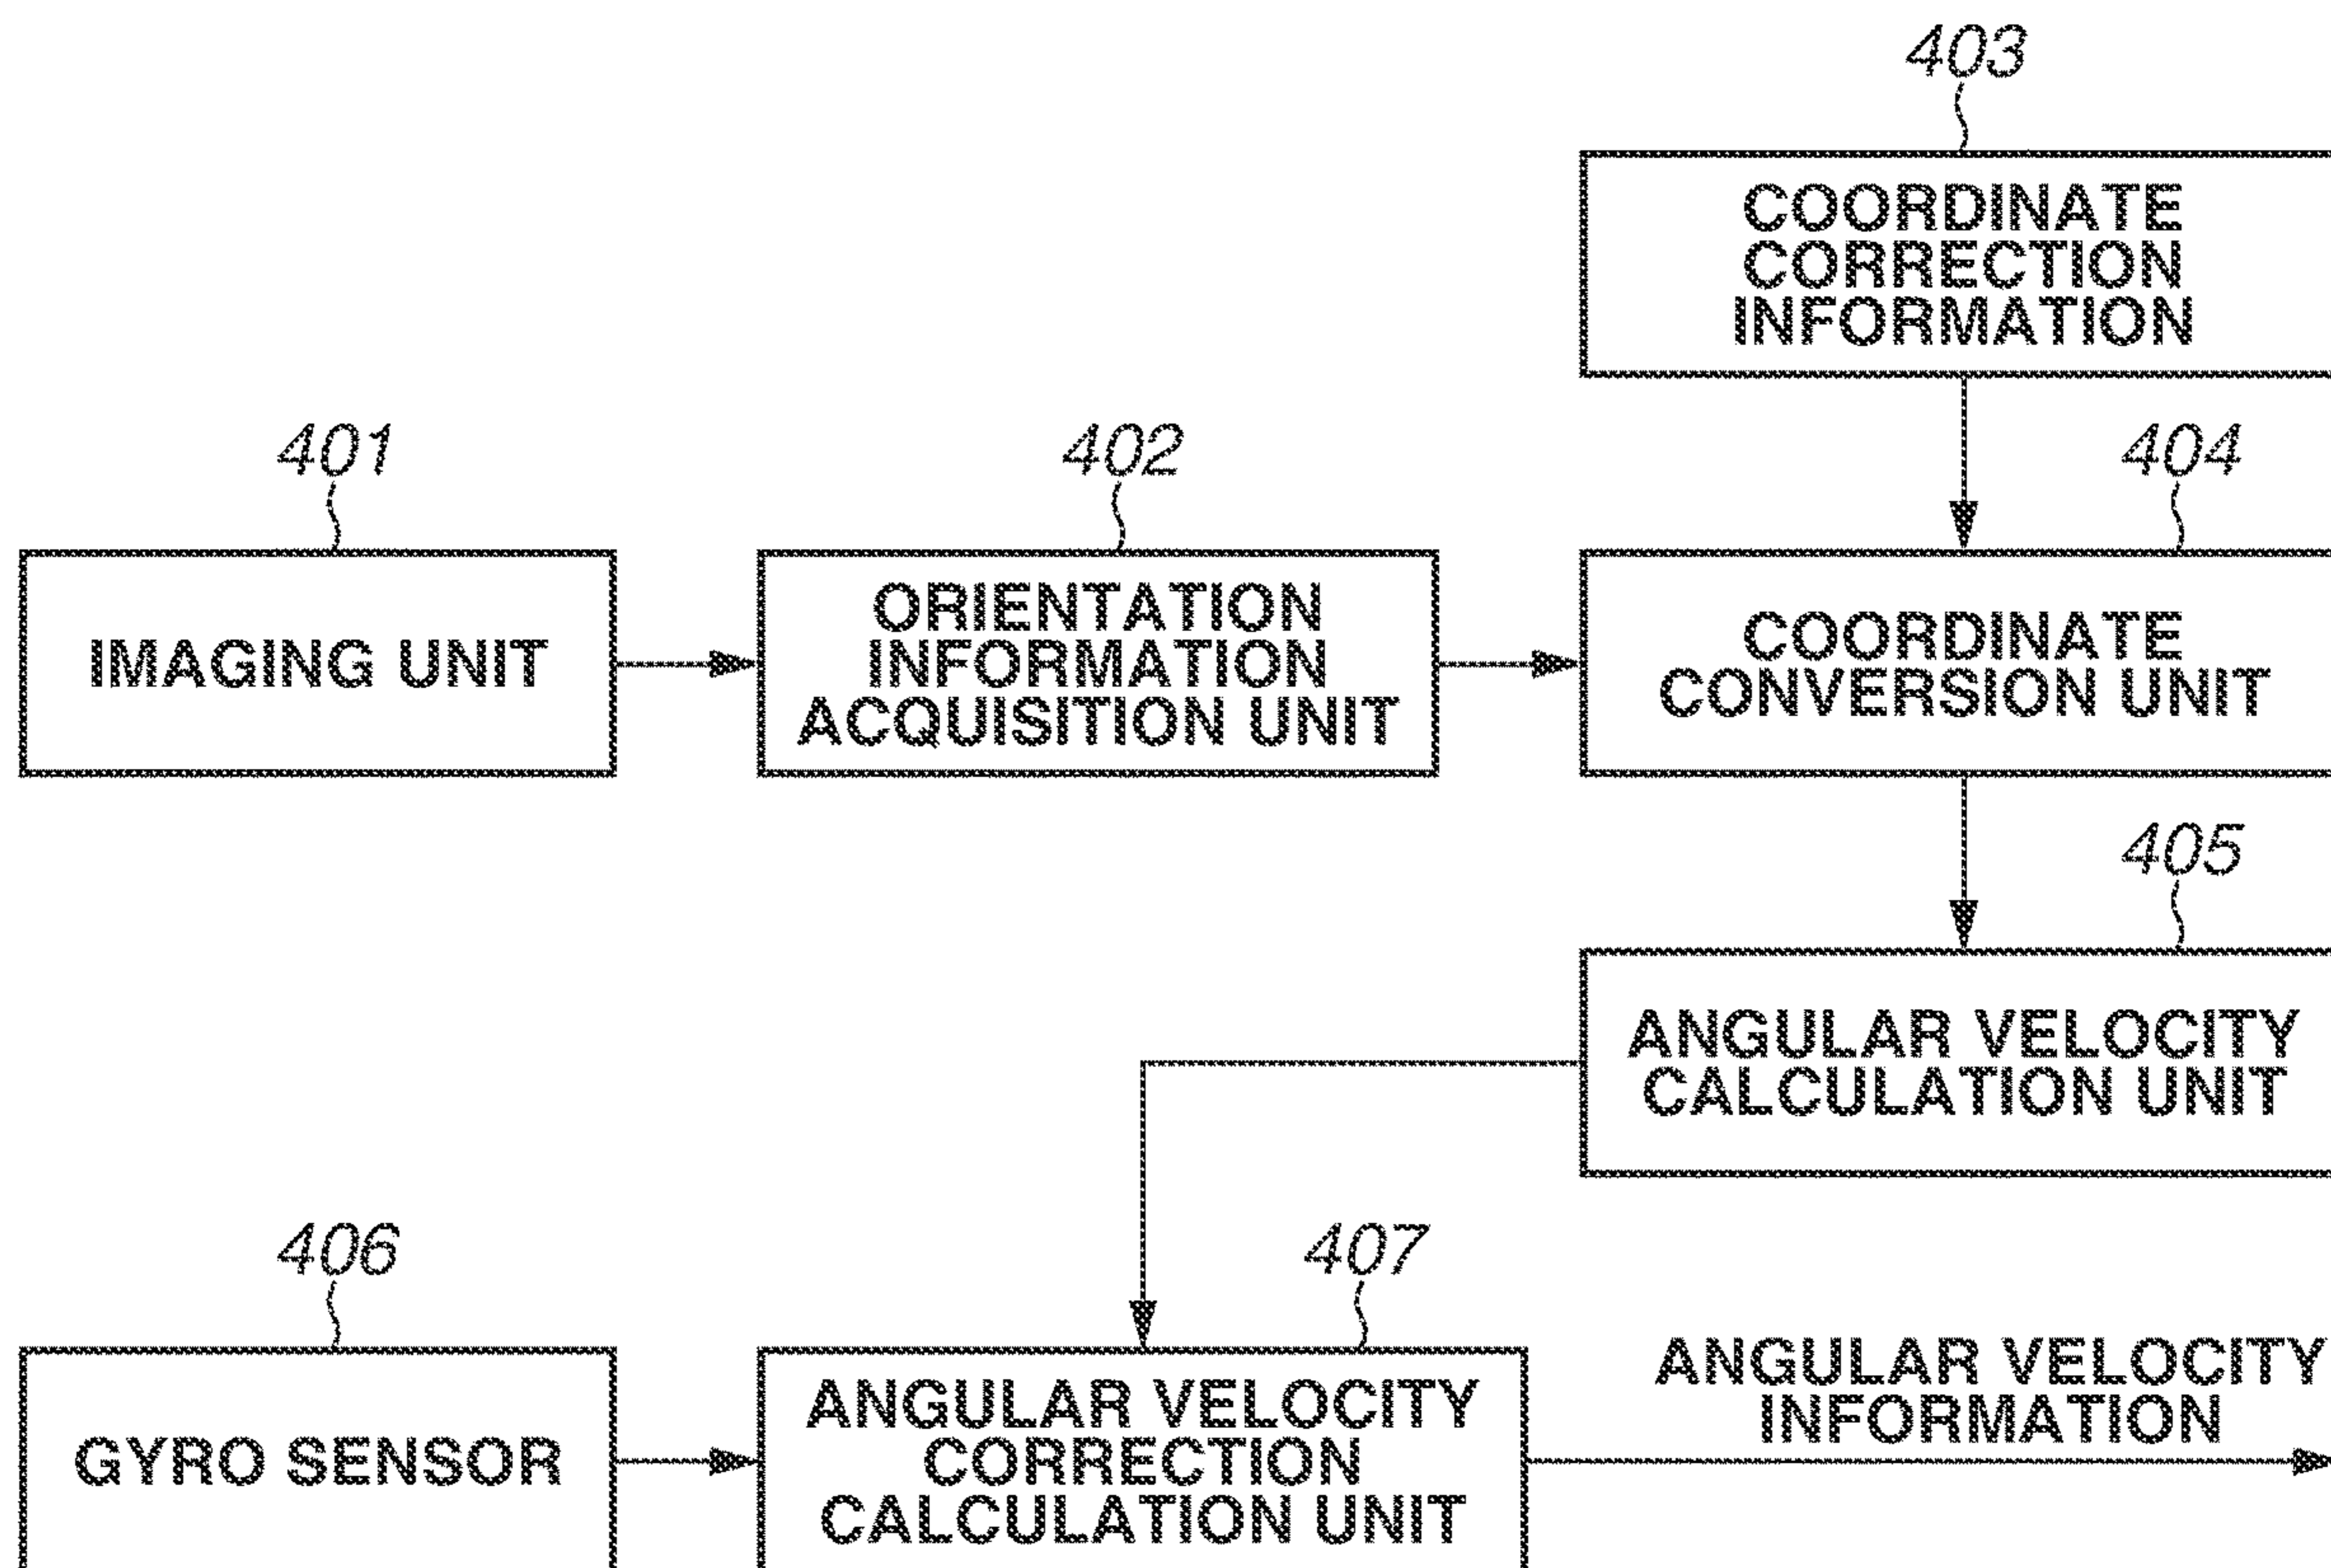 403
COORDINATE
CORRECTION
INFORMATION
401
402
404
IMAGING UNIT
ORIENTATION
INFORMATION
ACQUISITION UNIT
COORDINATE
CONVERSION UNIT
405
ANGULAR VELOCITY
CALCULATION UNIT
406
407
GYRO SENSOR
ANGULAR VELOCITY
CORRECTION
CALCULATION UNIT
ANGULAR VELOCITY
INFORMATION